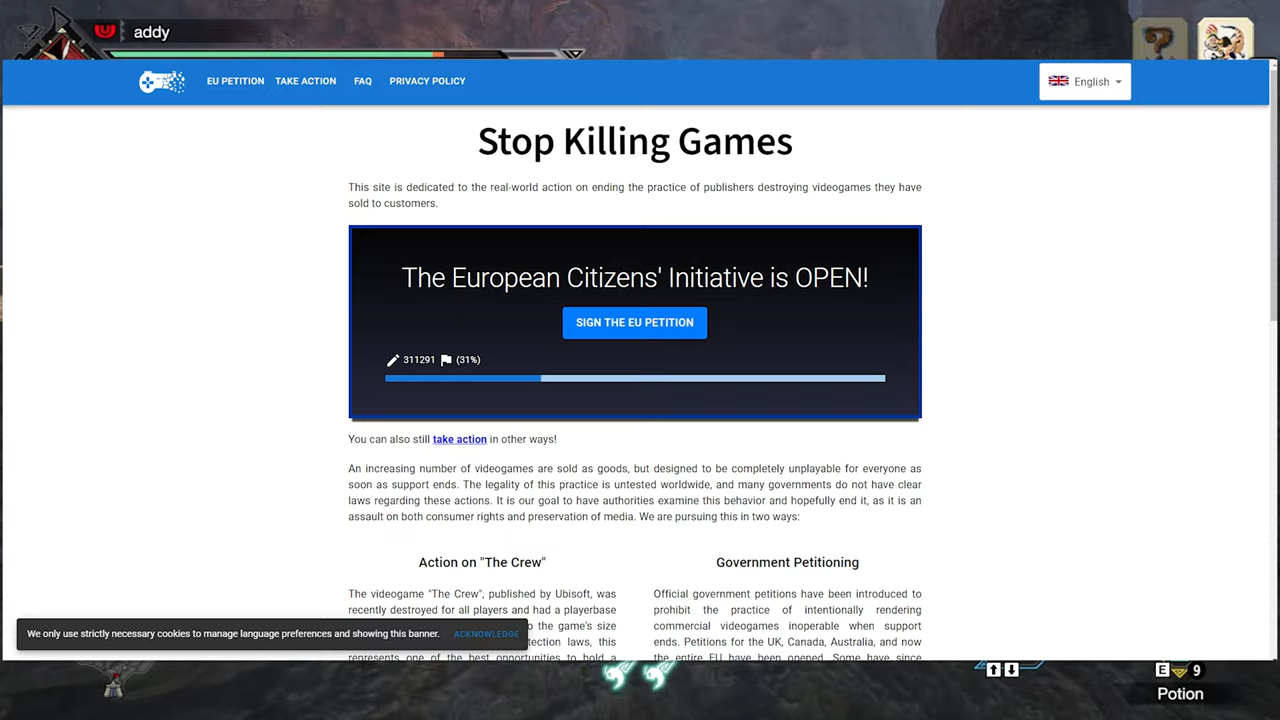 addy
EU PETITION TAKE ACTION FAQ PRIVACY POLICY English
Stop Killing Games
This site is dedicated to the real-world action on ending the practice of publishers destroying videogames they have
sold to customers.
The European Citizens' Initiative is OPEN!
SIGN THE EU PETITION
311291 (31%)
You can also still take action in other ways!
An increasing number of videogames are sold as goods, but designed to be completely unplayable for everyone as
soon as support ends. The legality of this practice is untested worldwide, and many governments do not have clear
laws regarding these actions. It is our goal to have authorities examine this behavior and hopefully end it, as it is an
assault on both consumer rights and preservation of media. We are pursuing this in two ways:
Action on "The Crew"
The videogame "The Crew", published by Ubisoft, was
recently destroyed for all players and had a playerbase
the game's size
laws, this
represents one of the best opportunities to hold a
Government Petitioning
Official government petitions have been introduced to
prohibit the practice of intentionally rendering
commercial videogames inoperable when support
ends. Petitions for the UK, Canada, Australia, and now
the entire EU have been opened. Some have since
We only use strictly necessary cookies to manage language preferences and showing this banner. ACKNOWLEDGE
E 9
Potion